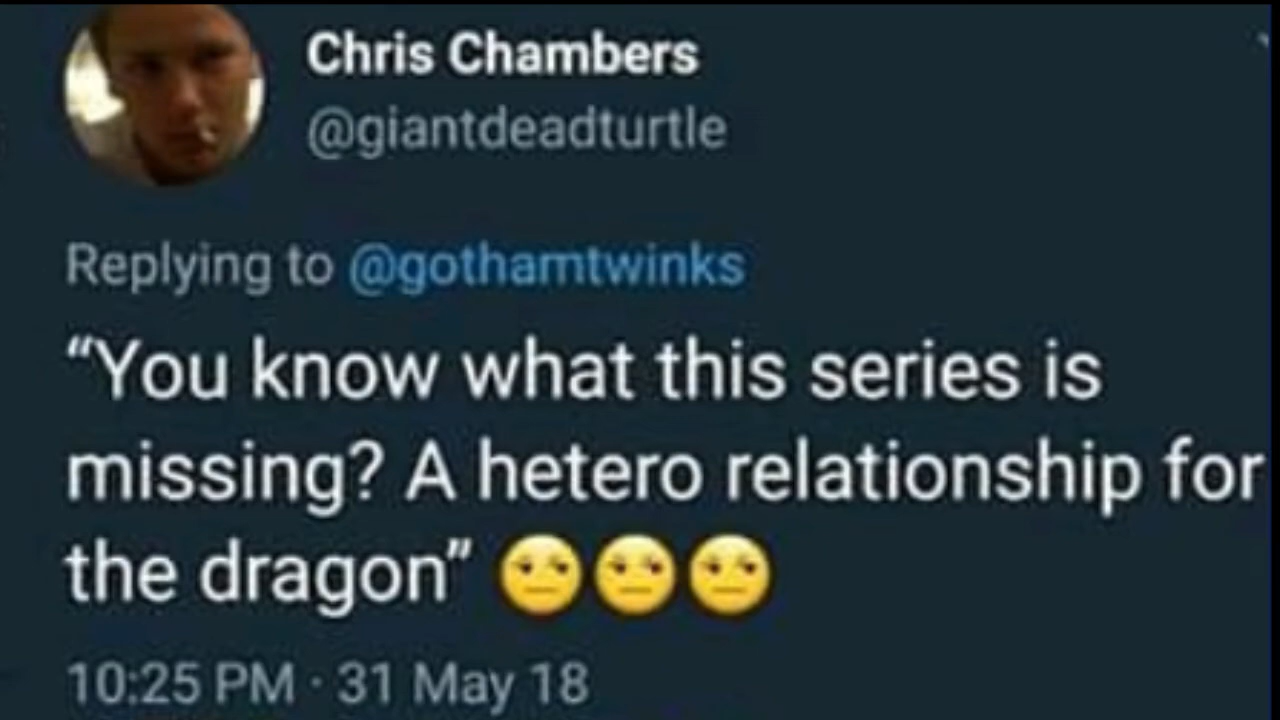 Chris Chambers
@giantdeadturtle
Replying to @gothamtwinks
“You know what this series is
missing? A hetero relationship for
the dragon” 😒😒😒
10:25 PM · 31 May 18